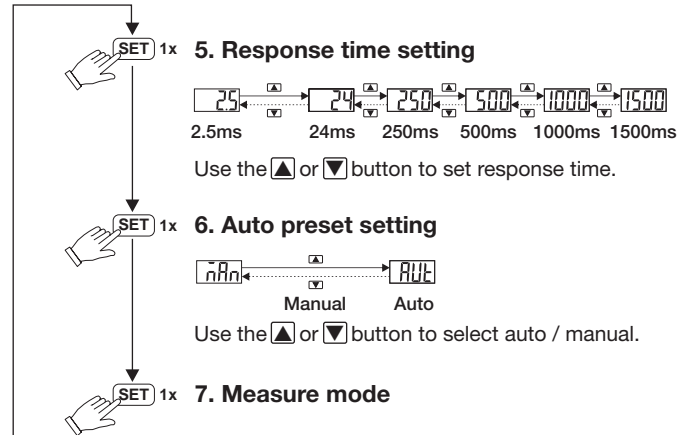 SET 1x 5. Response time setting
▲ ▲ ▲ ▲ ▲
2.5 24 250 500 1000 1500
▼ ▼ ▼ ▼ ▼
2.5ms 24ms 250ms 500ms 1000ms 1500ms
Use the ▲ or ▼ button to set response time.
SET 1x 6. Auto preset setting
▲
nAn AUt
▼
Manual Auto
Use the ▲ or ▼ button to select auto / manual.
SET 1x 7. Measure mode